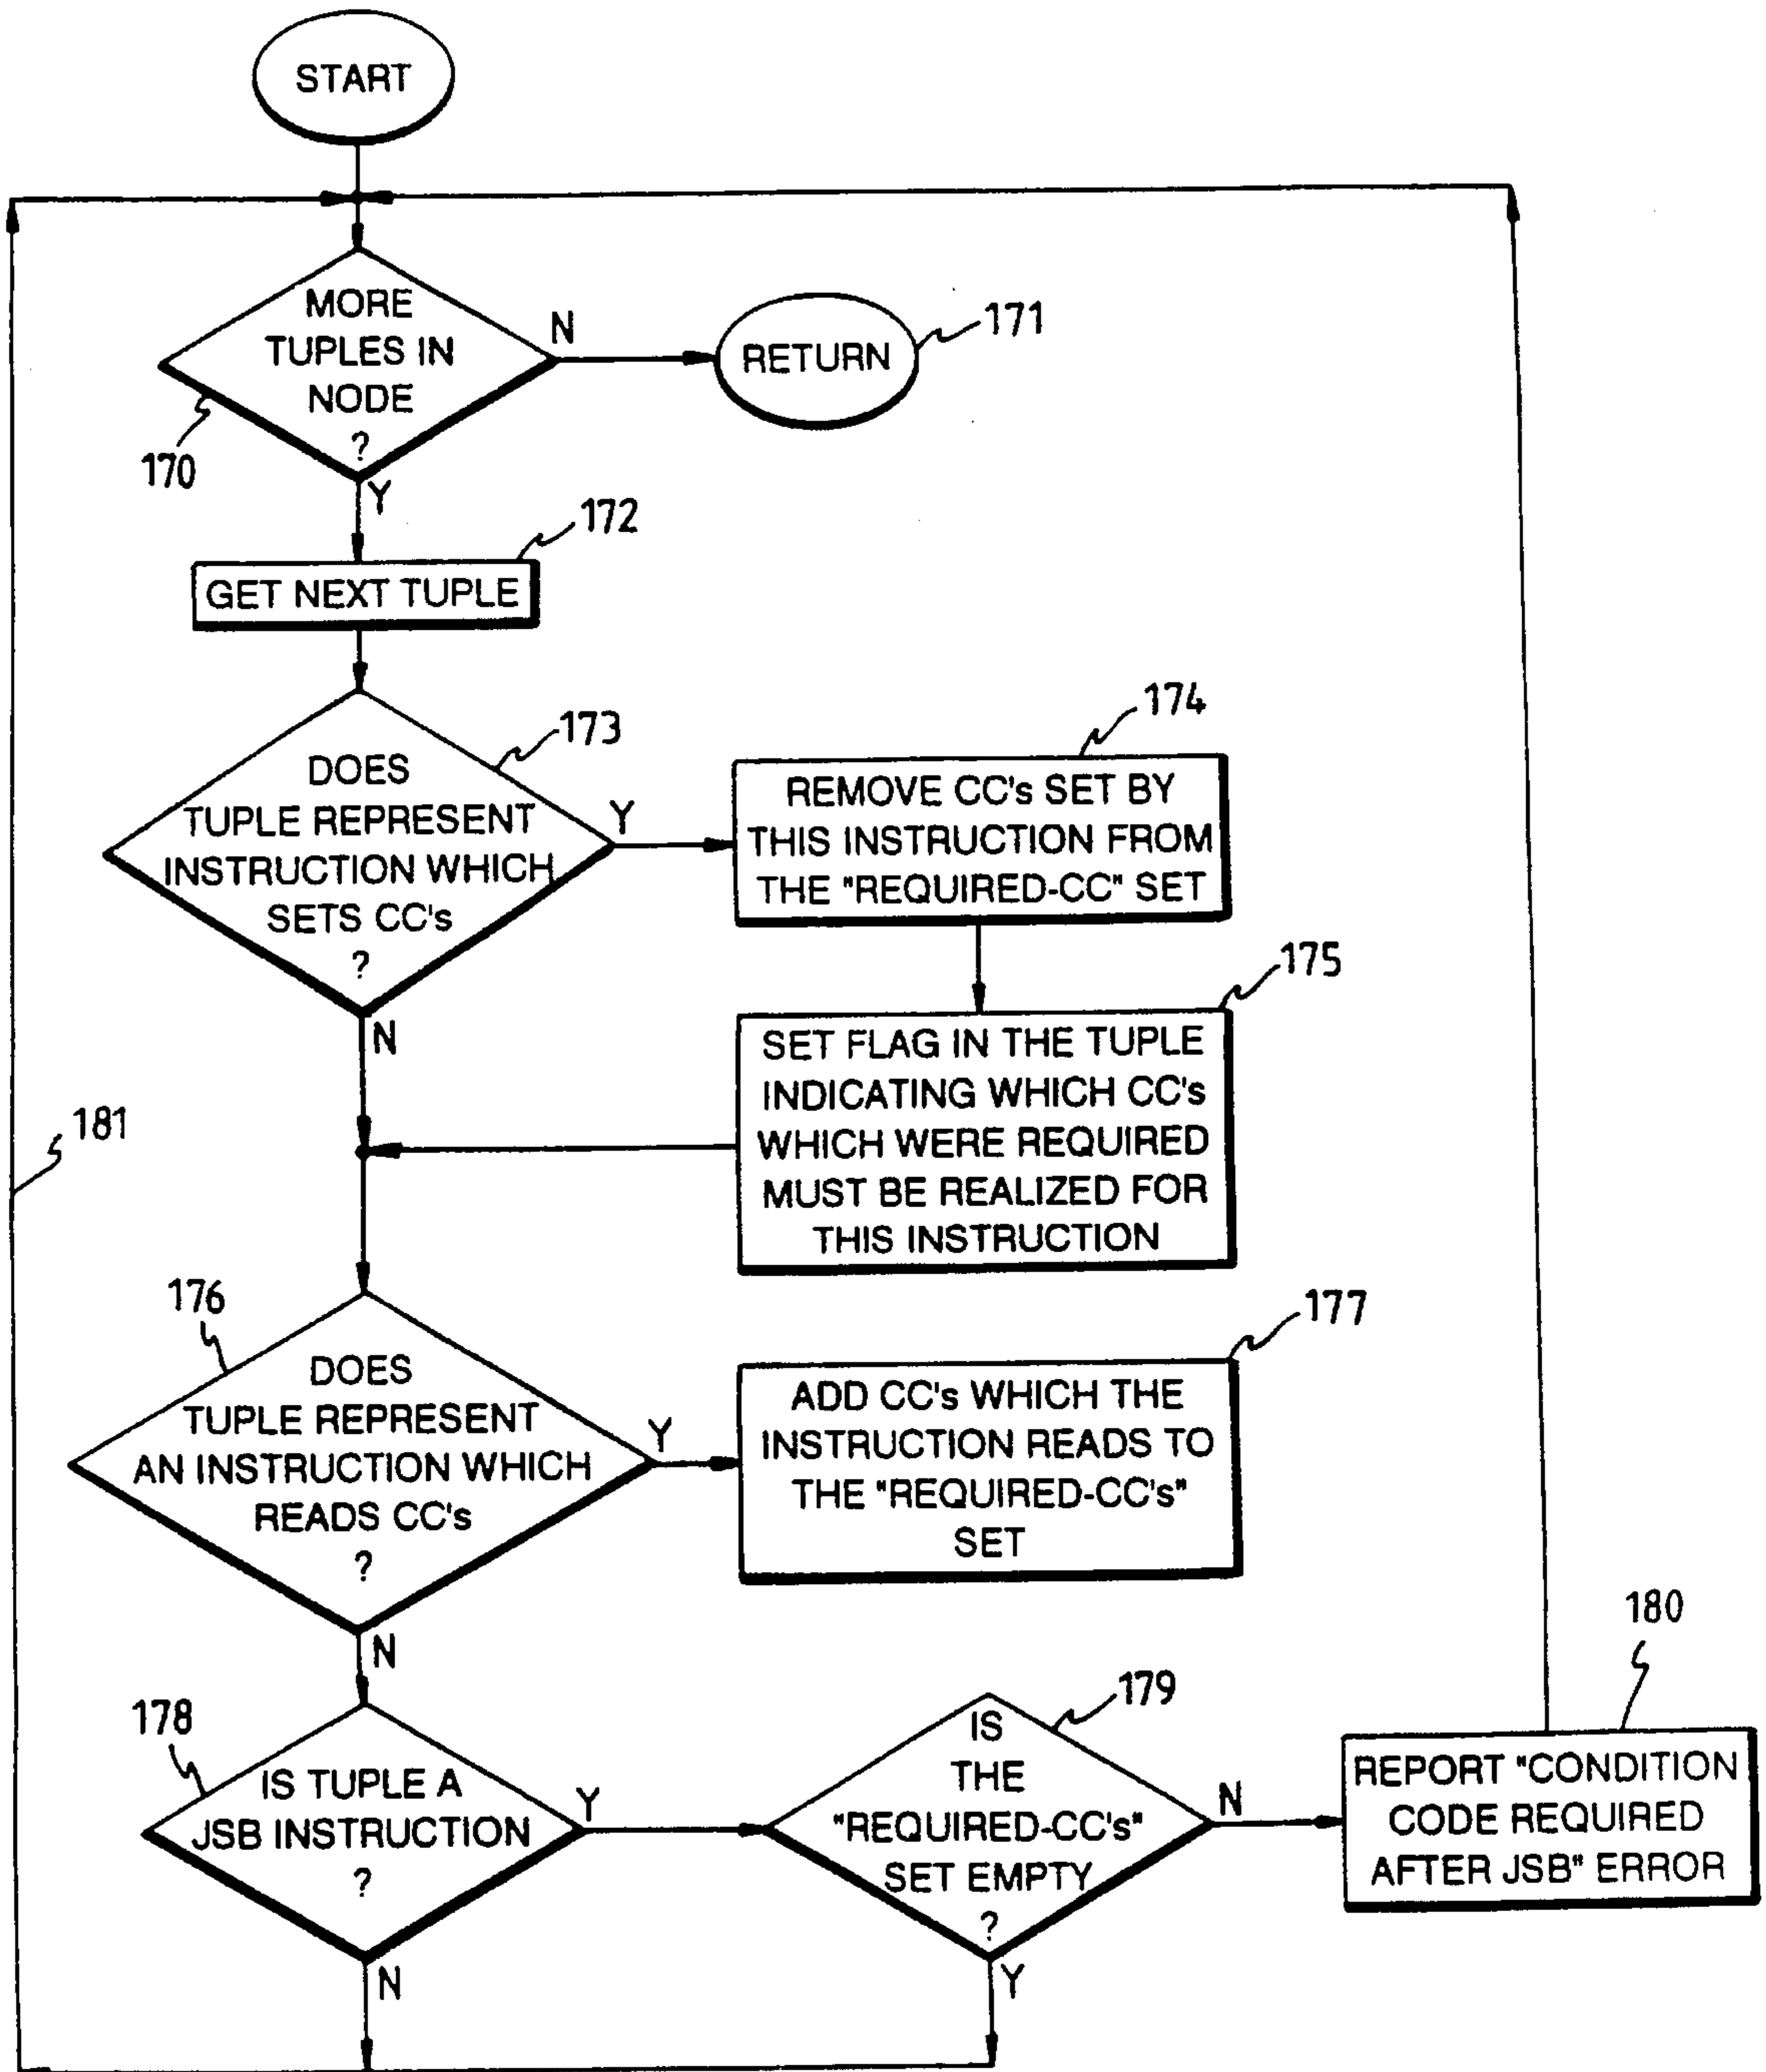 START
MORE
TUPLES IN
NODE
?
N
RETURN
171
170
Y
172
GET NEXT TUPLE
173
DOES
TUPLE REPRESENT
INSTRUCTION WHICH
SETS CC's
?
Y
N
174
REMOVE CC's SET BY
THIS INSTRUCTION FROM
THE "REQUIRED-CC" SET
175
SET FLAG IN THE TUPLE
INDICATING WHICH CC's
WHICH WERE REQUIRED
MUST BE REALIZED FOR
THIS INSTRUCTION
181
176
DOES
TUPLE REPRESENT
AN INSTRUCTION WHICH
READS CC's
?
Y
N
177
ADD CC's WHICH THE
INSTRUCTION READS TO
THE "REQUIRED-CC's"
SET
178
IS TUPLE A
JSB INSTRUCTION
?
Y
N
179
IS
THE
"REQUIRED-CC's"
SET EMPTY
?
N
Y
180
REPORT "CONDITION
CODE REQUIRED
AFTER JSB" ERROR